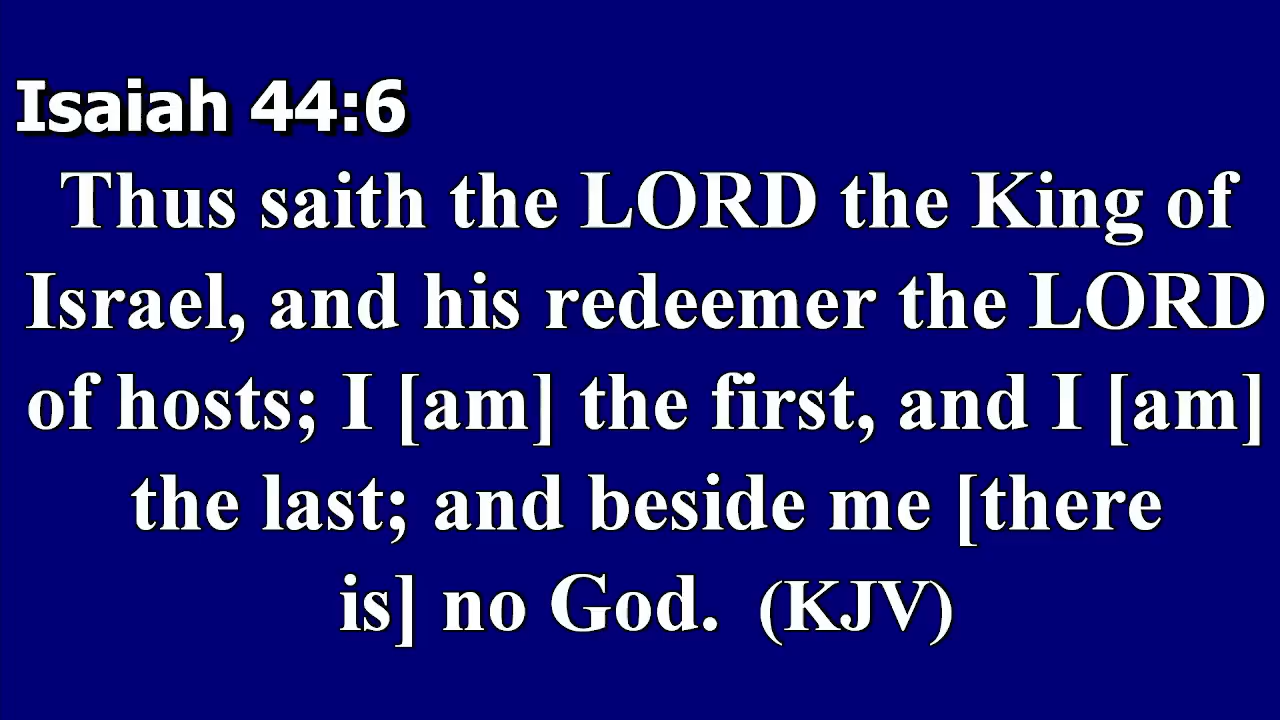 Isaiah 44:6
Thus saith the LORD the King of
Israel, and his redeemer the LORD
of hosts; I [am] the first, and I [am]
the last; and beside me [there
is] no God. (KJV)